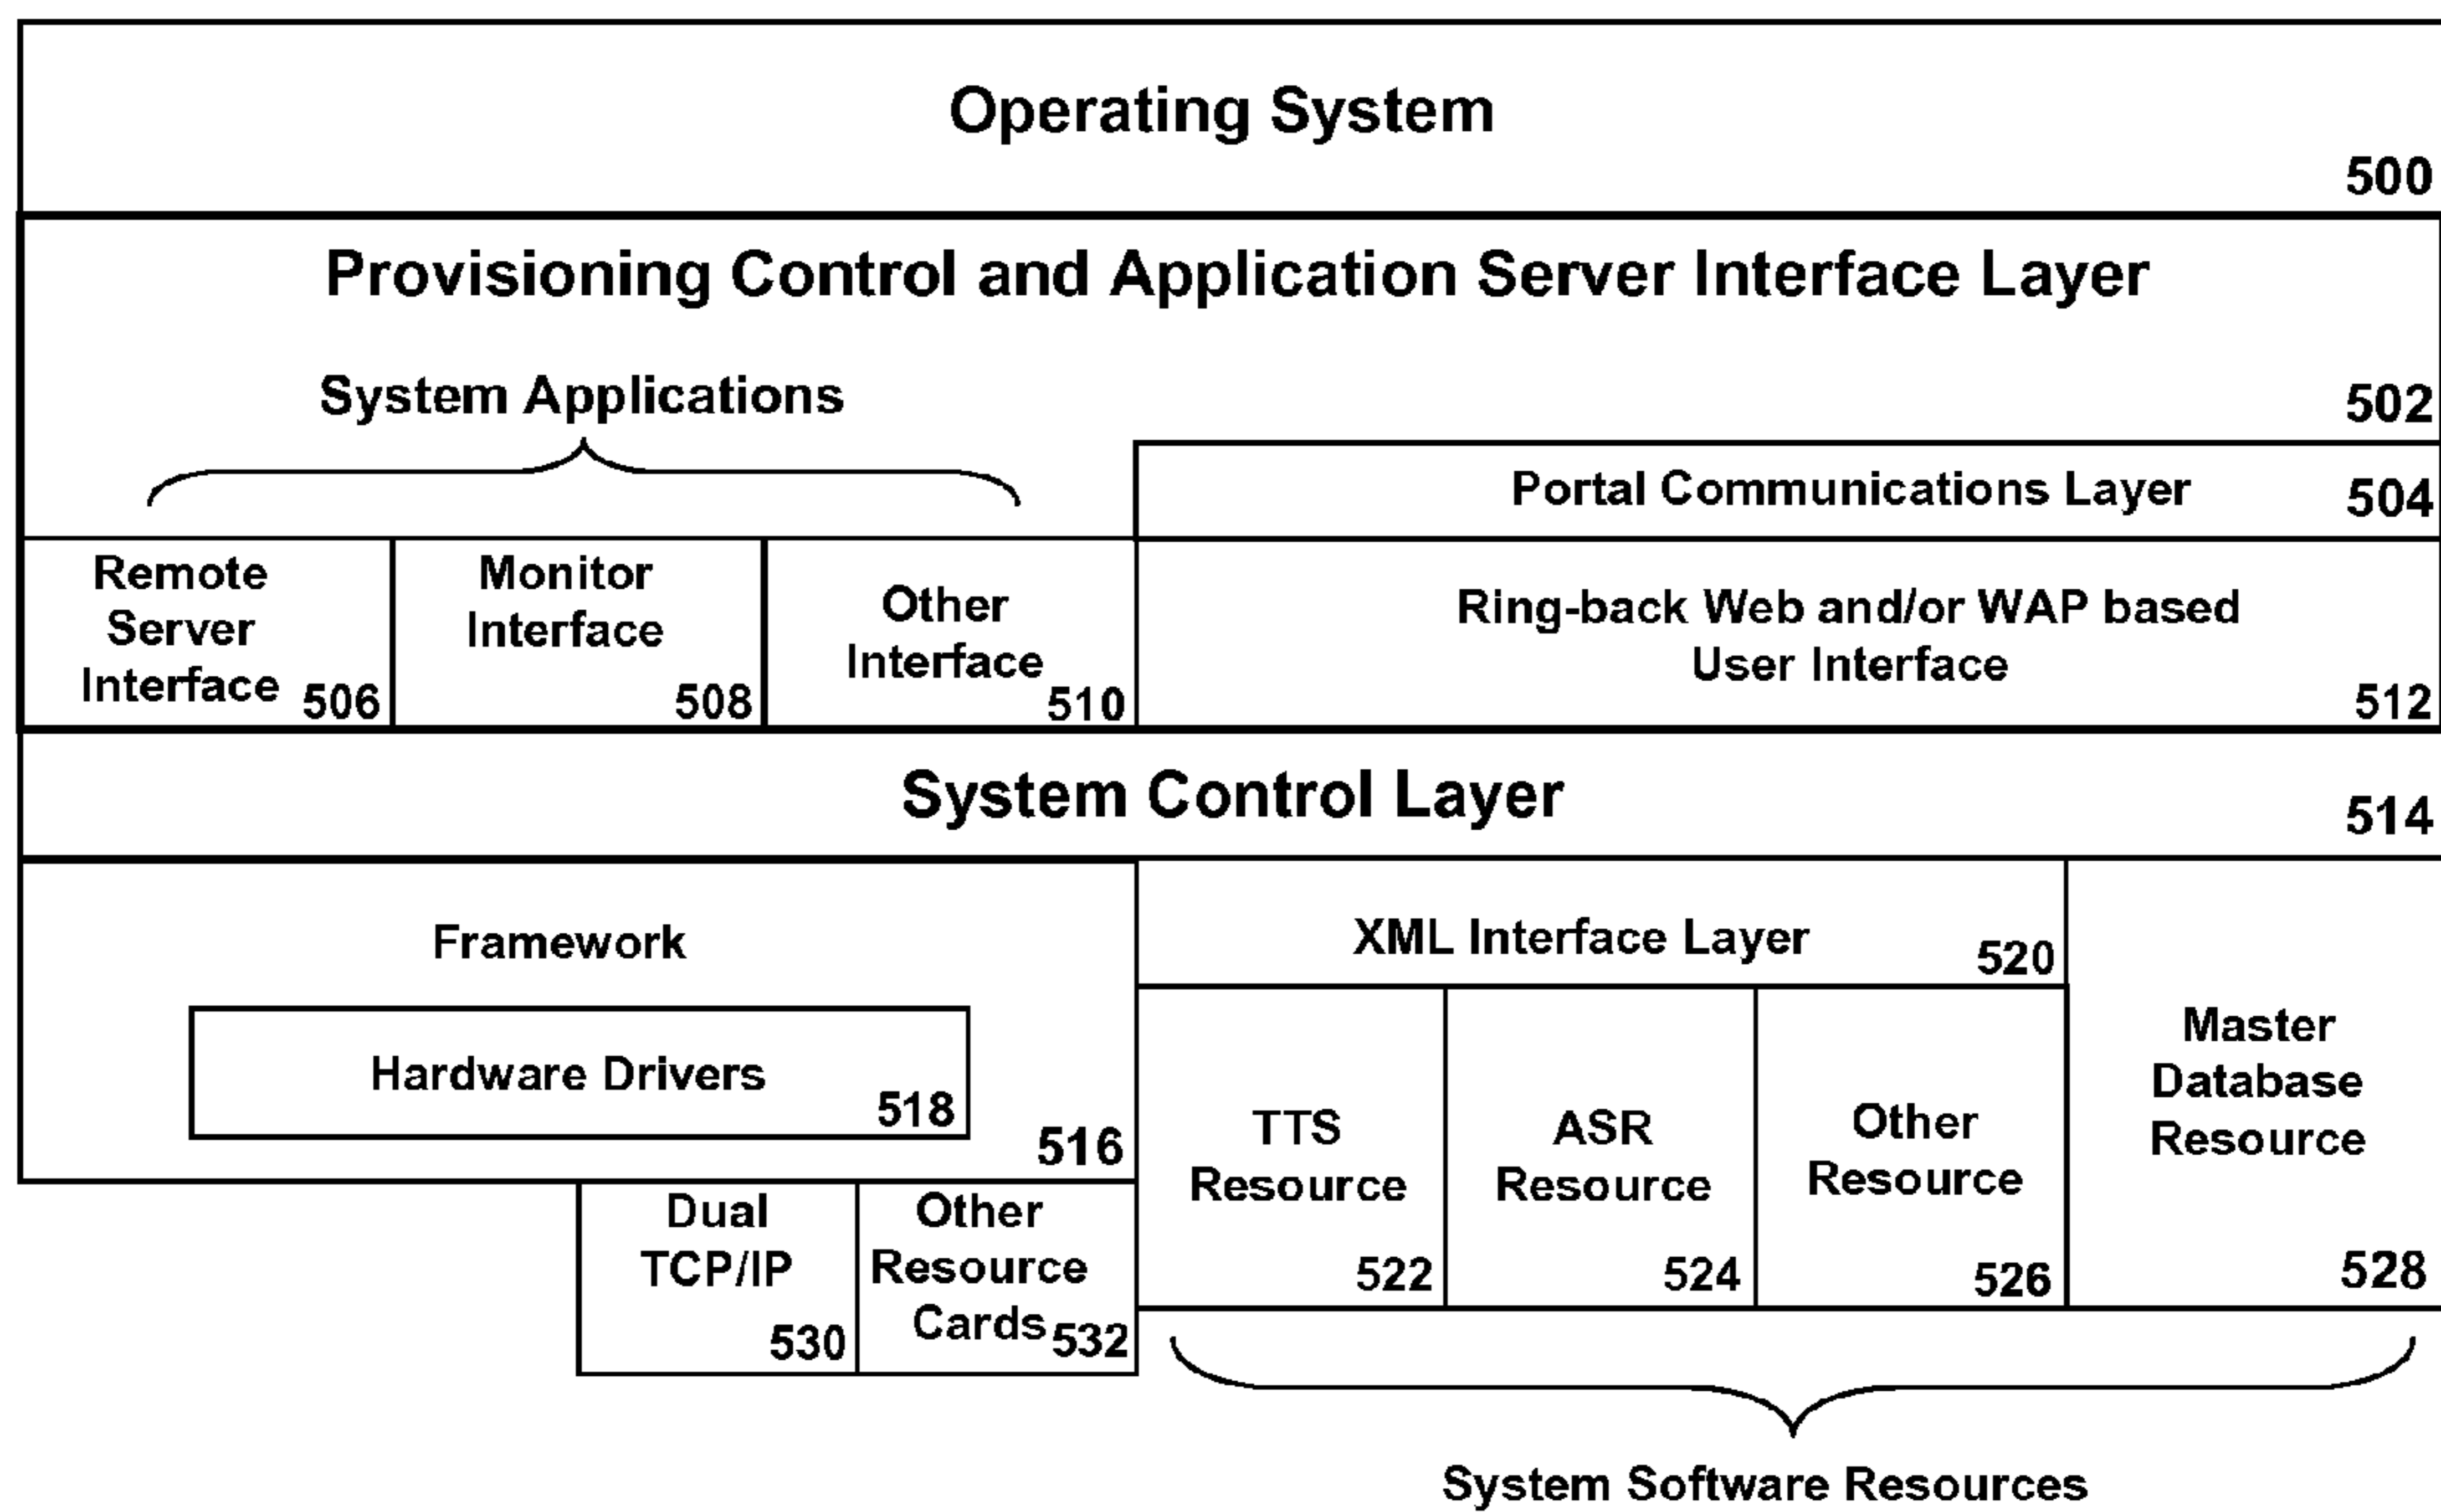 Operating System
500
Provisioning Control and Application Server Interface Layer
System Applications
502
Portal Communications Layer
504
Remote
Server
Interface
506
Monitor
Interface
508
Other
Interface
510
Ring-back Web and/or WAP based
User Interface
512
System Control Layer
514
Framework
Hardware Drivers
518
516
XML Interface Layer
520
TTS
Resource
522
ASR
Resource
524
Other
Resource
526
Master
Database
Resource
528
Dual
TCP/IP
530
Other
Resource
Cards
532
System Software Resources